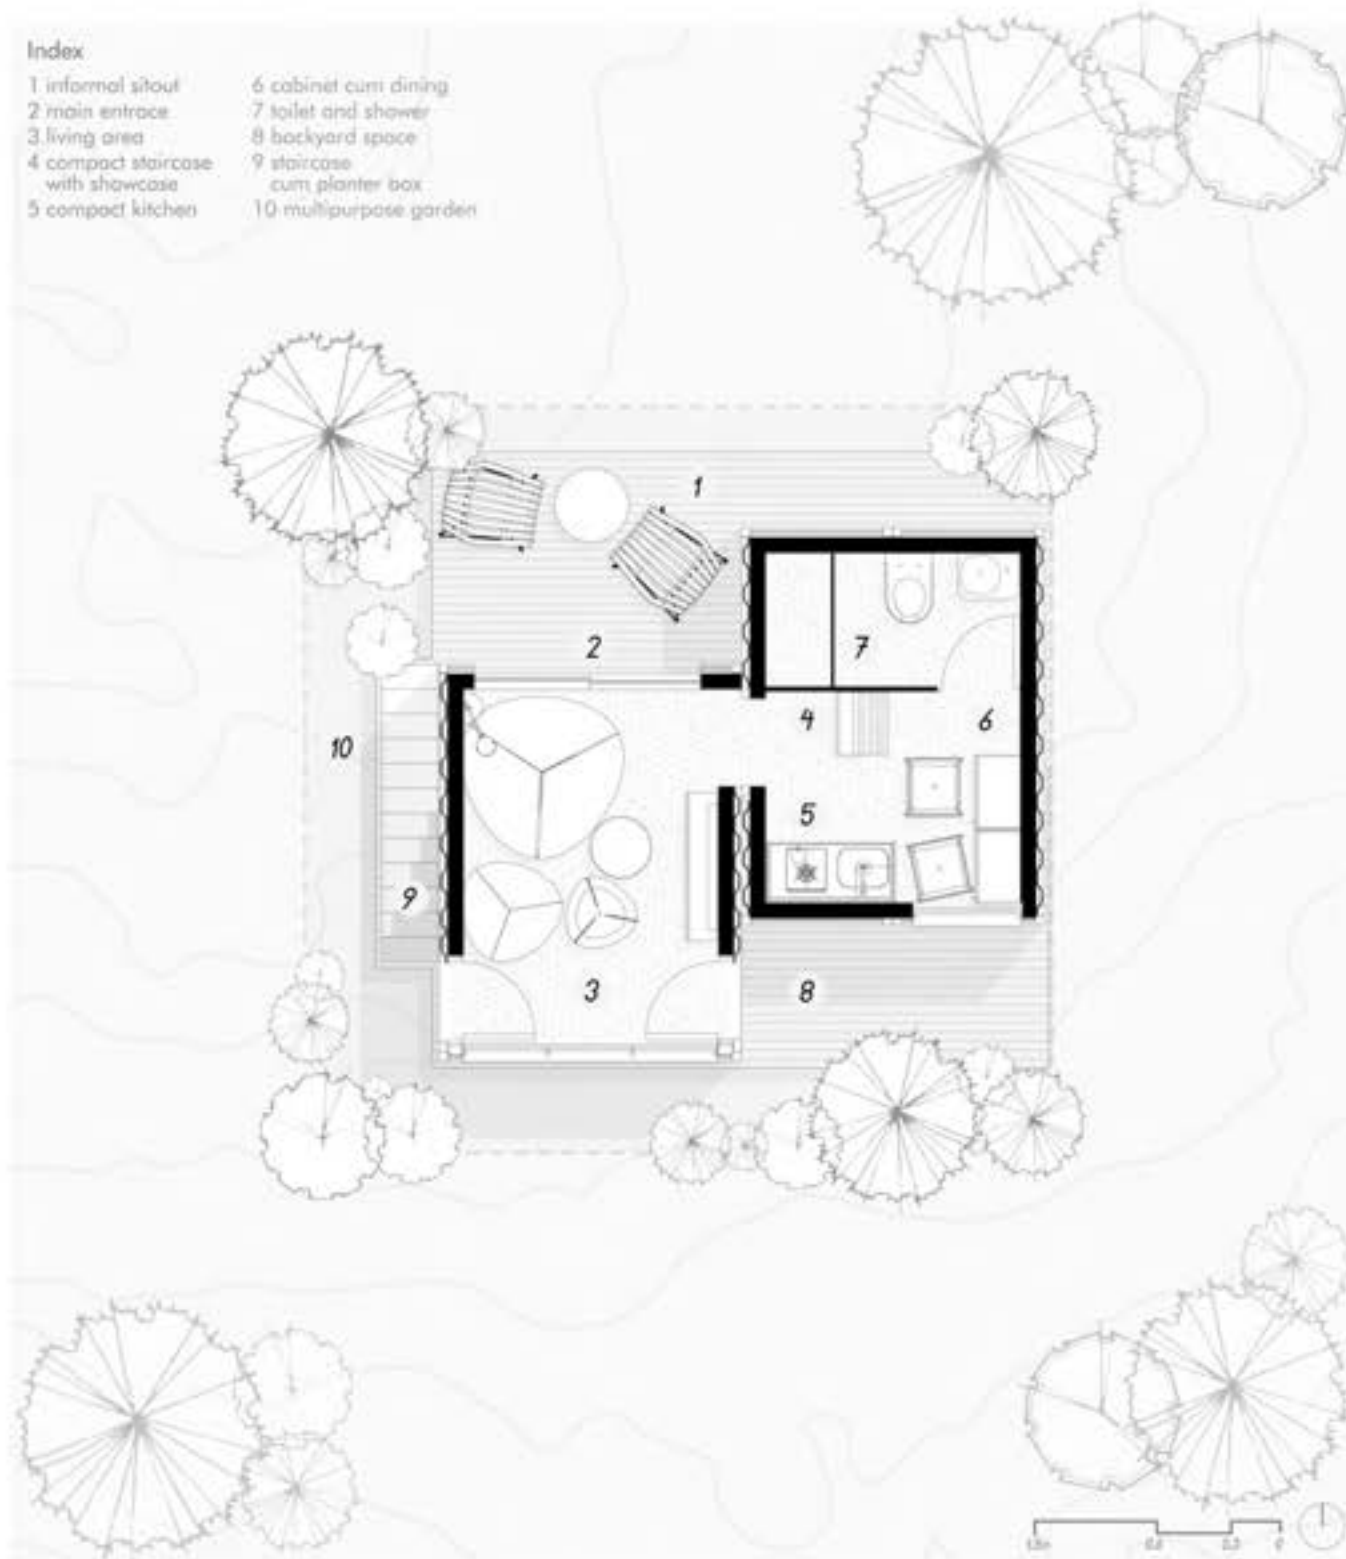 Index
1 informal sitout
2 main entrace
3 living area
4 compact staircase
with showcase
5 compact kitchen
6 cabinet cum dining
7 toilet and shower
8 backyard space
9 staircase
cum planter box
10 multipurpose garden
1
2
7
4
6
10
5
9
3
8
0